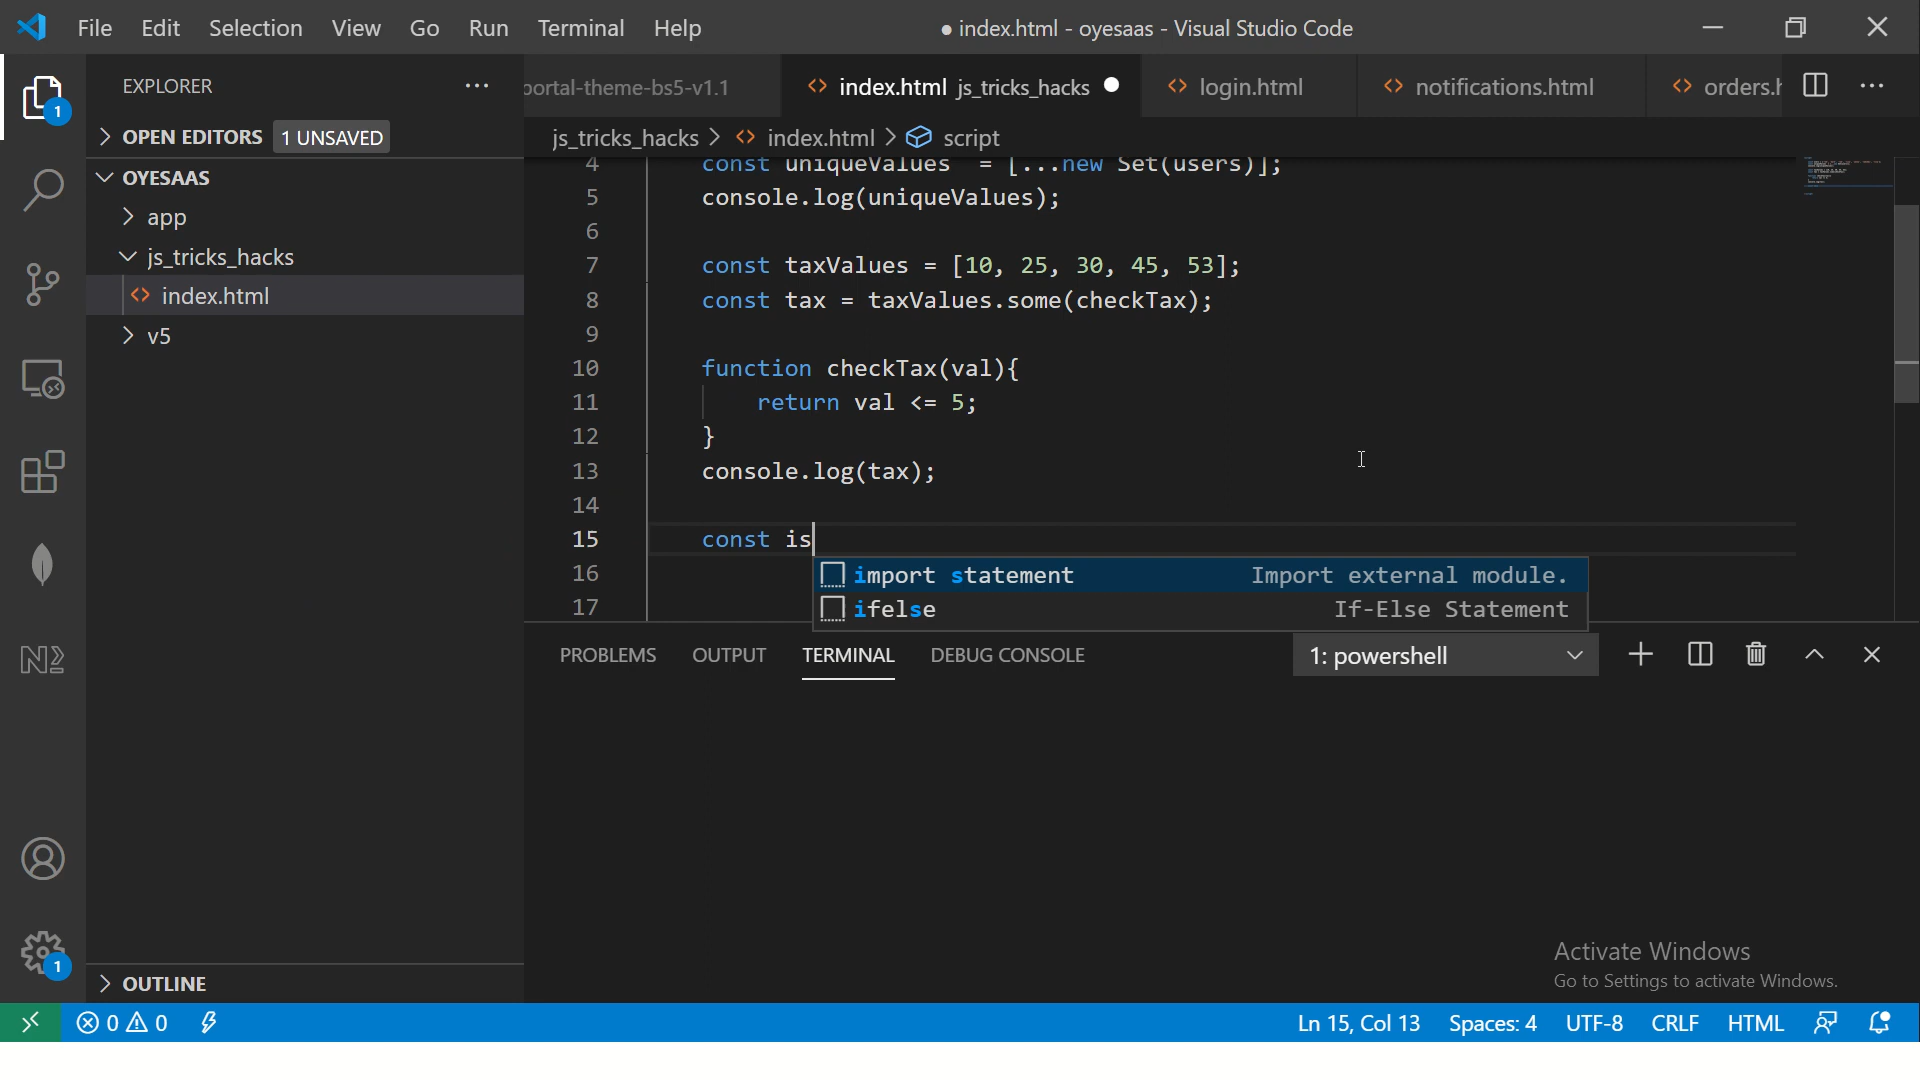 File Edit Selection View Go Run Terminal Help
● index.html - oyesaas - Visual Studio Code
EXPLORER
portal-theme-bs5-v1.1
<> index.html js_tricks_hacks
<> login.html
<> notifications.html
<> orders.h
1
OPEN EDITORS 1 UNSAVED
js_tricks_hacks > <> index.html > script
OYESAAS
app
js_tricks_hacks
<> index.html
v5
4 const uniqueValues = [...new Set(users)];
5 console.log(uniqueValues);
6
7 const taxValues = [10, 25, 30, 45, 53];
8 const tax = taxValues.some(checkTax);
9
10 function checkTax(val){
11 return val <= 5;
12 }
13 console.log(tax);
14
15 const is
16
17
import statement Import external module.
ifelse If-Else Statement
PROBLEMS OUTPUT TERMINAL DEBUG CONSOLE
1: powershell
1
OUTLINE
Activate Windows
Go to Settings to activate Windows.
0 0
Ln 15, Col 13 Spaces: 4 UTF-8 CRLF HTML